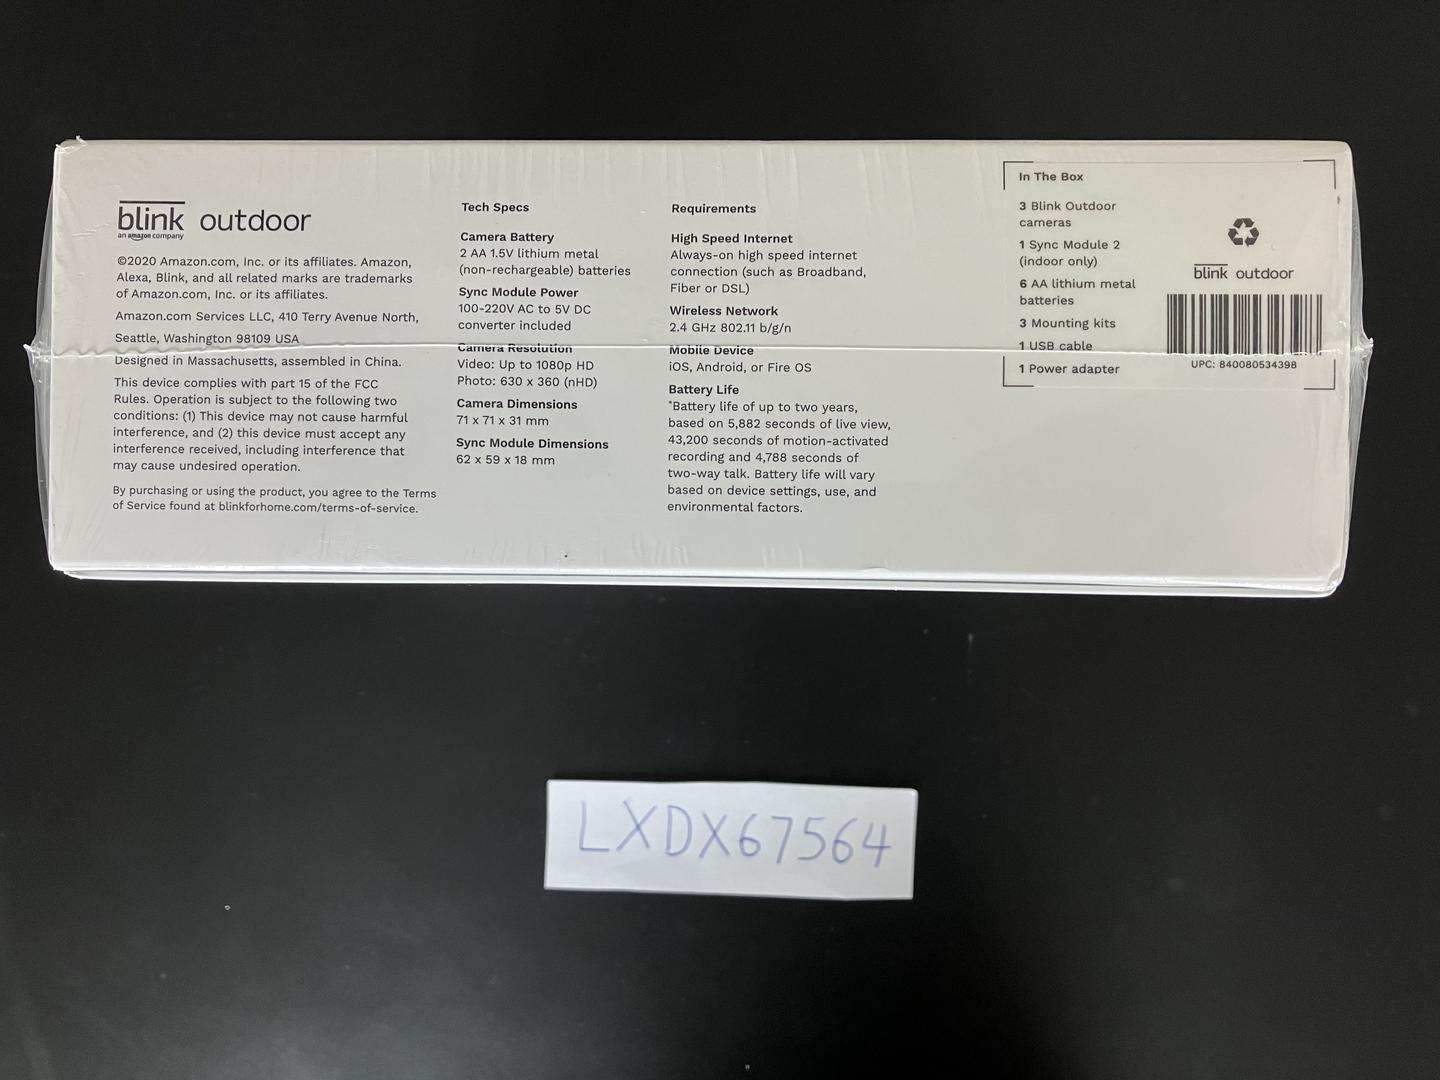 blink outdoor
an amazon company
©2020 Amazon.com, Inc. or its affiliates. Amazon,
Alexa, Blink, and all related marks are trademarks
of Amazon.com, Inc. or its affiliates.
Amazon.com Services LLC, 410 Terry Avenue North,
Seattle, Washington 98109 USA
Designed in Massachusetts, assembled in China.
This device complies with part 15 of the FCC
Rules. Operation is subject to the following two
conditions: (1) This device may not cause harmful
interference, and (2) this device must accept any
interference received, including interference that
may cause undesired operation.
By purchasing or using the product, you agree to the Terms
of Service found at blinkforhome.com/terms-of-service.
Tech Specs
Camera Battery
2 AA 1.5V lithium metal
(non-rechargeable) batteries
Sync Module Power
100-220V AC to 5V DC
converter included
Camera Resolution
Video: Up to 1080p HD
Photo: 630 x 360 (nHD)
Camera Dimensions
71 x 71 x 31 mm
Sync Module Dimensions
62 x 59 x 18 mm
Requirements
High Speed Internet
Always-on high speed internet
connection (such as Broadband,
Fiber or DSL)
Wireless Network
2.4 GHz 802.11 b/g/n
Mobile Device
iOS, Android, or Fire OS
Battery Life
*Battery life of up to two years,
based on 5,882 seconds of live view,
43,200 seconds of motion-activated
recording and 4,788 seconds of
two-way talk. Battery life will vary
based on device settings, use, and
environmental factors.
In The Box
3 Blink Outdoor
cameras
1 Sync Module 2
(indoor only)
6 AA lithium metal
batteries
3 Mounting kits
1 USB cable
1 Power adapter
blink outdoor
UPC: 840080534398
LXDX67564